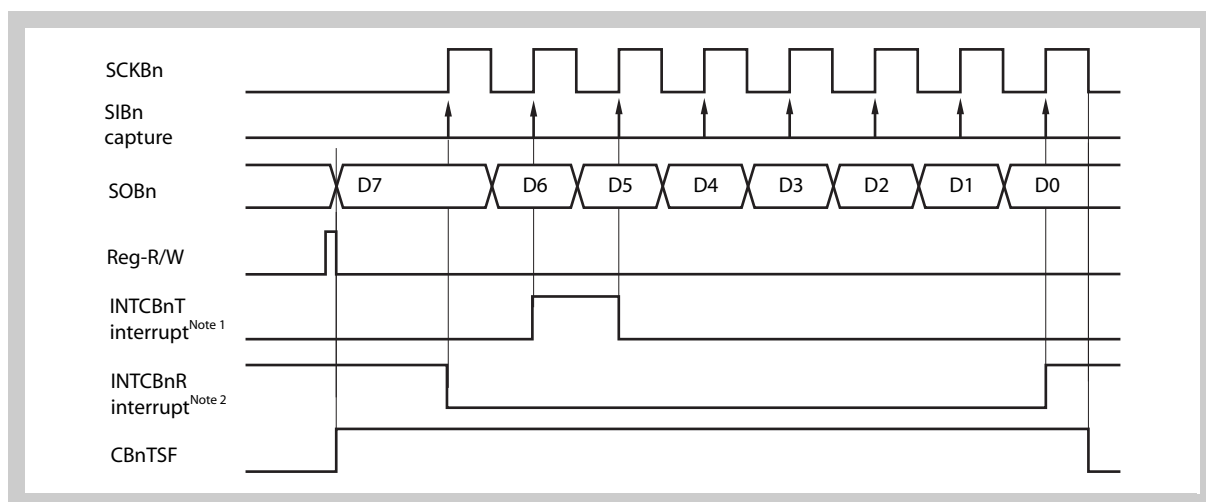 SCKBn
SIBn
capture
SOBn
D7 D6 D5 D4 D3 D2 D1 D0
Reg-R/W
INTCBnT
interruptNote 1
INTCBnR
interruptNote 2
CBnTSF